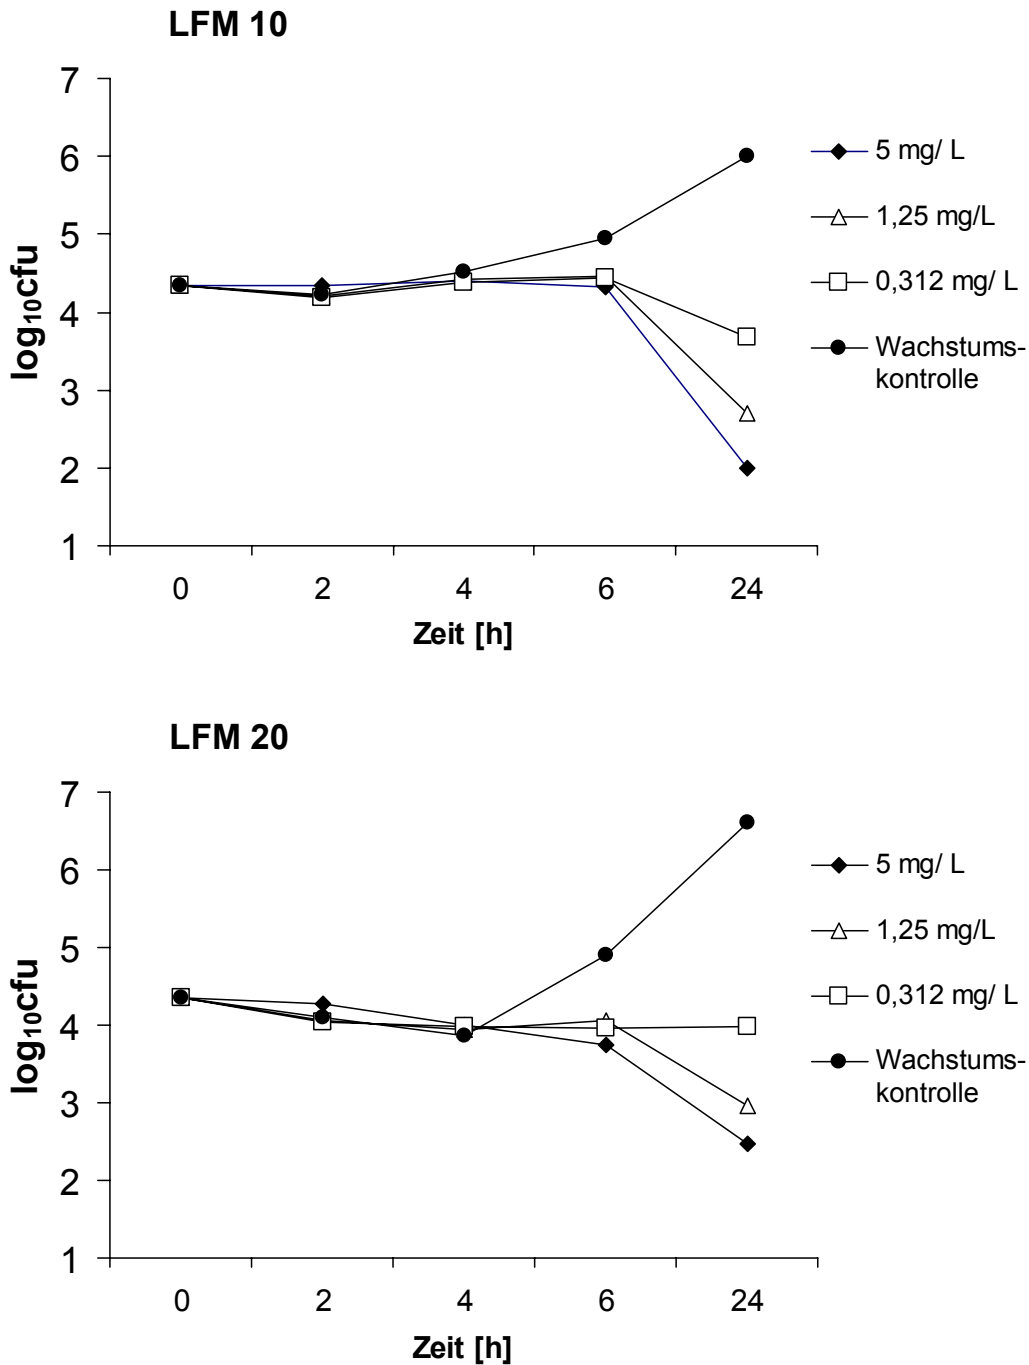 LFM 10
7
6
5
4
3
2
1
log10cfu
0 2 4 6 24
Zeit [h]
5 mg/ L
1,25 mg/L
0,312 mg/ L
Wachstums-
kontrolle
LFM 20
7
6
5
4
3
2
1
log10cfu
0 2 4 6 24
Zeit [h]
5 mg/ L
1,25 mg/L
0,312 mg/ L
Wachstums-
kontrolle